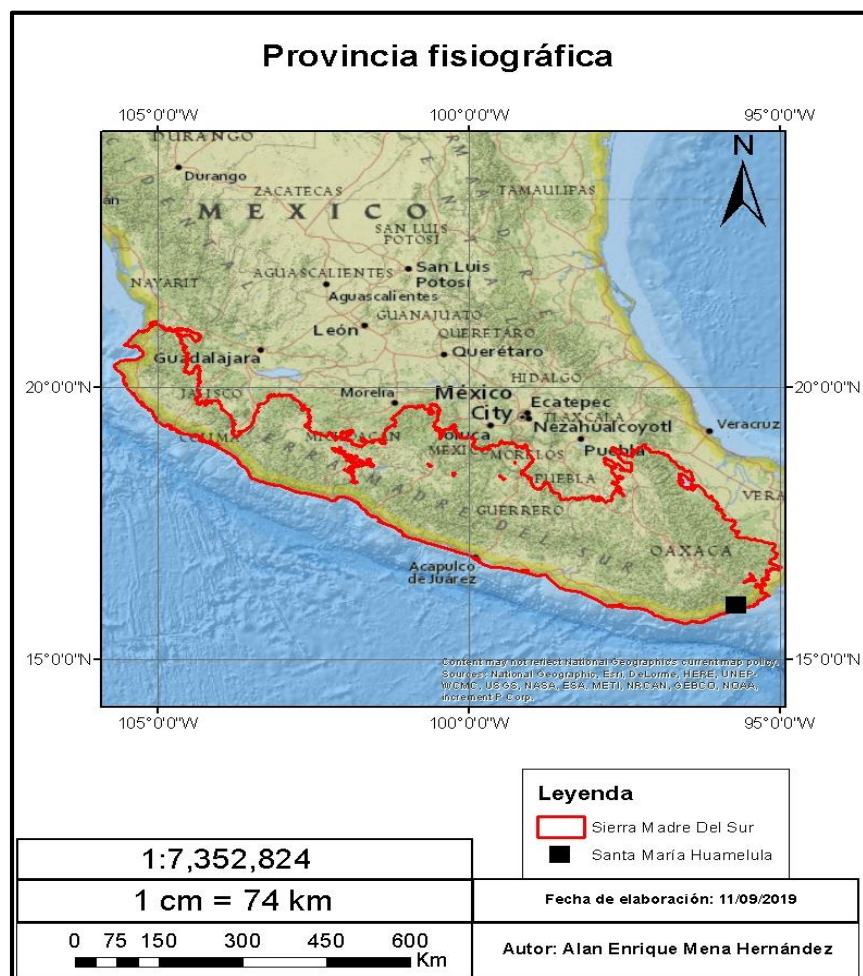 Provincia fisiográfica
105°0'0"W 100°0'0"W 95°0'0"W
N
DURANGO
Durango
ZACATECAS
TAMAULIPAS
MEXICO
SAN LUIS
POTOSÍ
San Luis
Potosí
NAYARIT
AGUASCALIENTES
Aguascalientes
GUANAJUATO
León
QUERÉTARO
Querétaro
Guadalajara
HIDALGO
20°0'0"N 20°0'0"N
JALISCO
Morelia
México
City
Ecatepec
TLAXCALA
Nezahualcoyotl
Veracruz
COLIMA
MICHOACÁN
Toluca
MÉXICO
MORELOS
Puebla
PUEBLA
VERA
SIERRA MADRE DEL SUR
GUERRERO
OAXACA
Acapulco
de Juárez
15°0'0"N 15°0'0"N
Content may not reflect National Geographic's current map policy.
Sources: National Geographic, Esri, DeLorme, HERE, UNEP-
WCMC, USGS, NASA, ESA, METI, NRCAN, GEBCO, NOAA,
increment P Corp.
105°0'0"W 100°0'0"W 95°0'0"W
Leyenda
Sierra Madre Del Sur
Santa María Huamelula
1:7,352,824
1 cm = 74 km
Fecha de elaboración: 11/09/2019
0 75 150 300 450 600
Km
Autor: Alan Enrique Mena Hernández